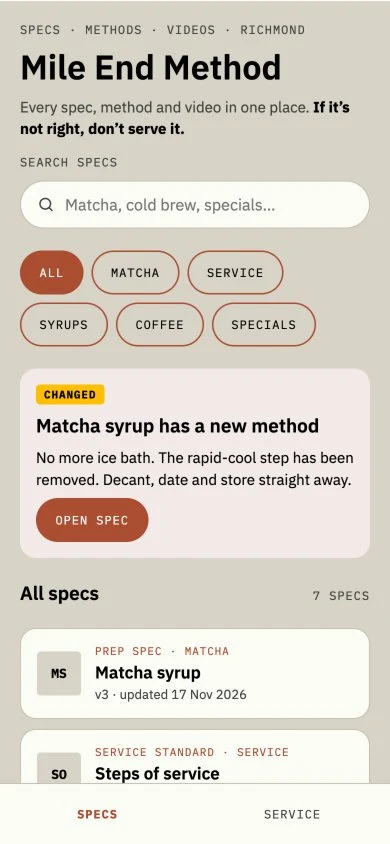 SPECS · METHODS · VIDEOS · RICHMOND
Mile End Method
Every spec, method and video in one place. If it’s
not right, don’t serve it.
SEARCH SPECS
Matcha, cold brew, specials...
ALL
MATCHA
SERVICE
SYRUPS
COFFEE
SPECIALS
CHANGED
Matcha syrup has a new method
No more ice bath. The rapid-cool step has been
removed. Decant, date and store straight away.
OPEN SPEC
All specs
7 SPECS
PREP SPEC · MATCHA
MS
Matcha syrup
v3 · updated 17 Nov 2026
SERVICE STANDARD · SERVICE
SO
Steps of service
SPECS
SERVICE